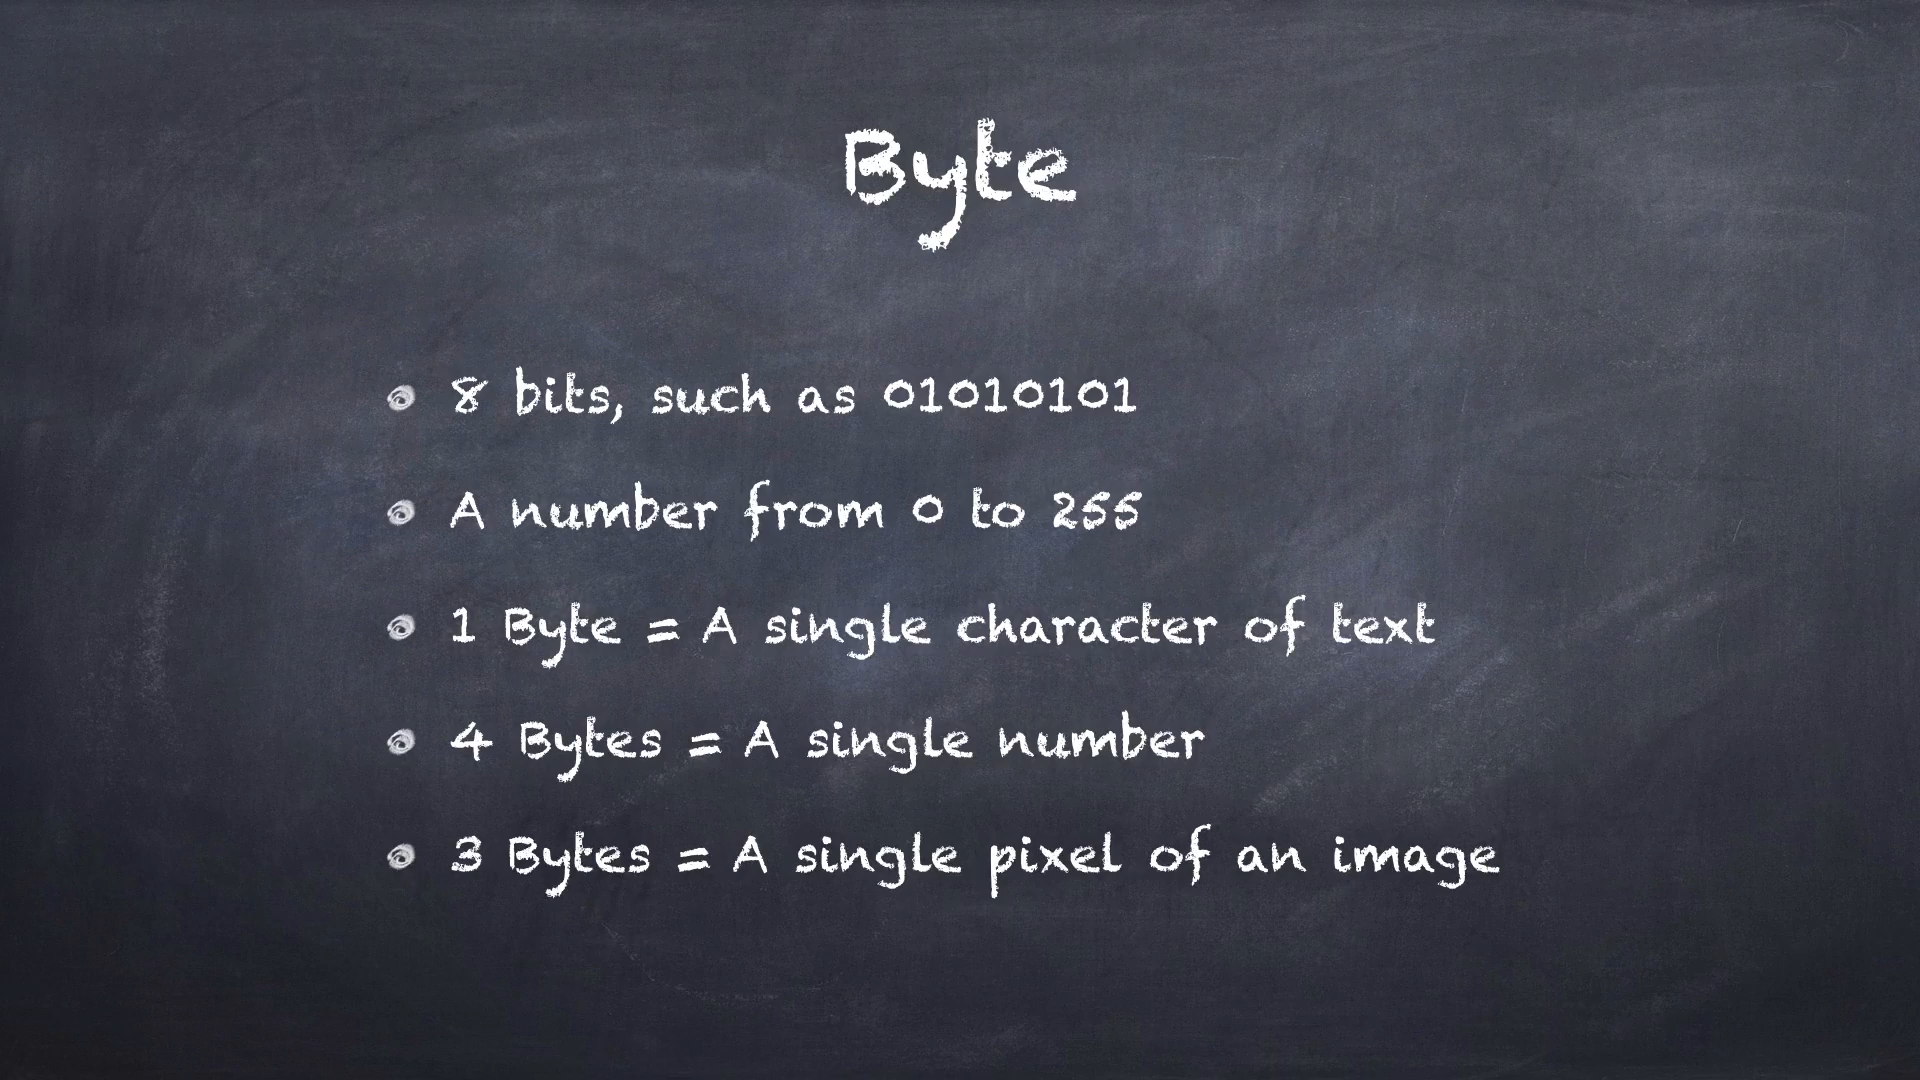 Byte
8 bits, such as 01010101
A number from 0 to 255
1 Byte = A single character of text
4 Bytes = A single number
3 Bytes = A single pixel of an image